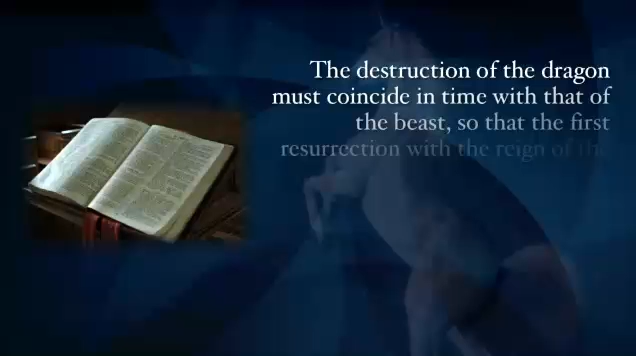 The destruction of the dragon
must coincide in time with that of
the beast, so that the first
resurrection with the reign of the